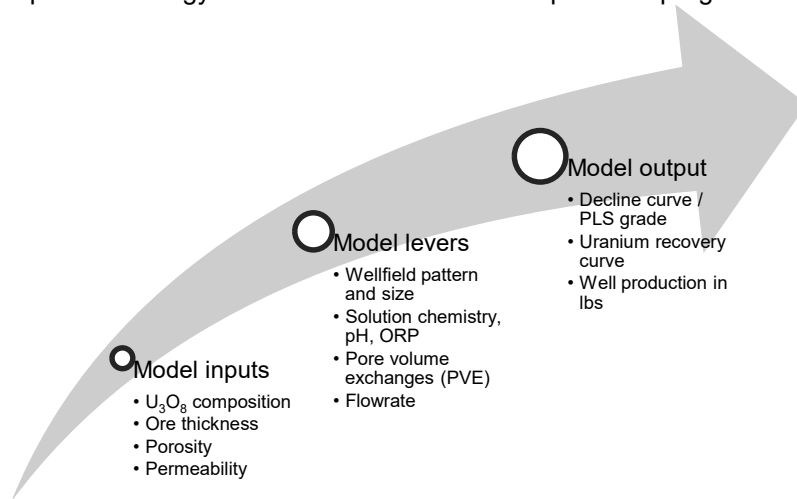 Model output
• Decline curve /
PLS grade
• Uranium recovery
curve
• Well production in
lbs
Model levers
• Wellfield pattern
and size
• Solution chemistry,
pH, ORP
• Pore volume
exchanges (PVE)
• Flowrate
Model inputs
• U₃O₈ composition
• Ore thickness
• Porosity
• Permeability